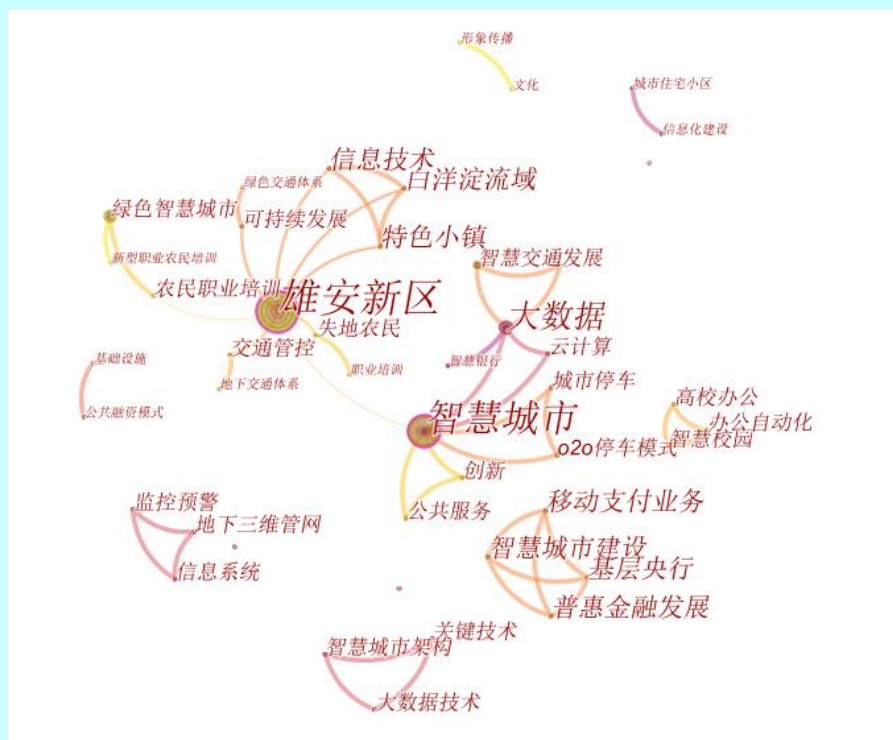 形象传播
文化
城市住宅小区
信息化建设
信息技术
绿色交通体系
白洋淀流域
绿色智慧城市
可持续发展
特色小镇
新型职业农民培训
智慧交通发展
农民职业培训
雄安新区
大数据
失地农民
交通管控
云计算
基础设施
智慧银行
职业培训
地下交通体系
城市停车
高校办公
公共融资模式
智慧城市
办公自动化
智慧校园
o2o停车模式
创新
监控预警
公共服务
移动支付业务
地下三维管网
智慧城市建设
信息系统
基层央行
普惠金融发展
关键技术
智慧城市架构
大数据技术